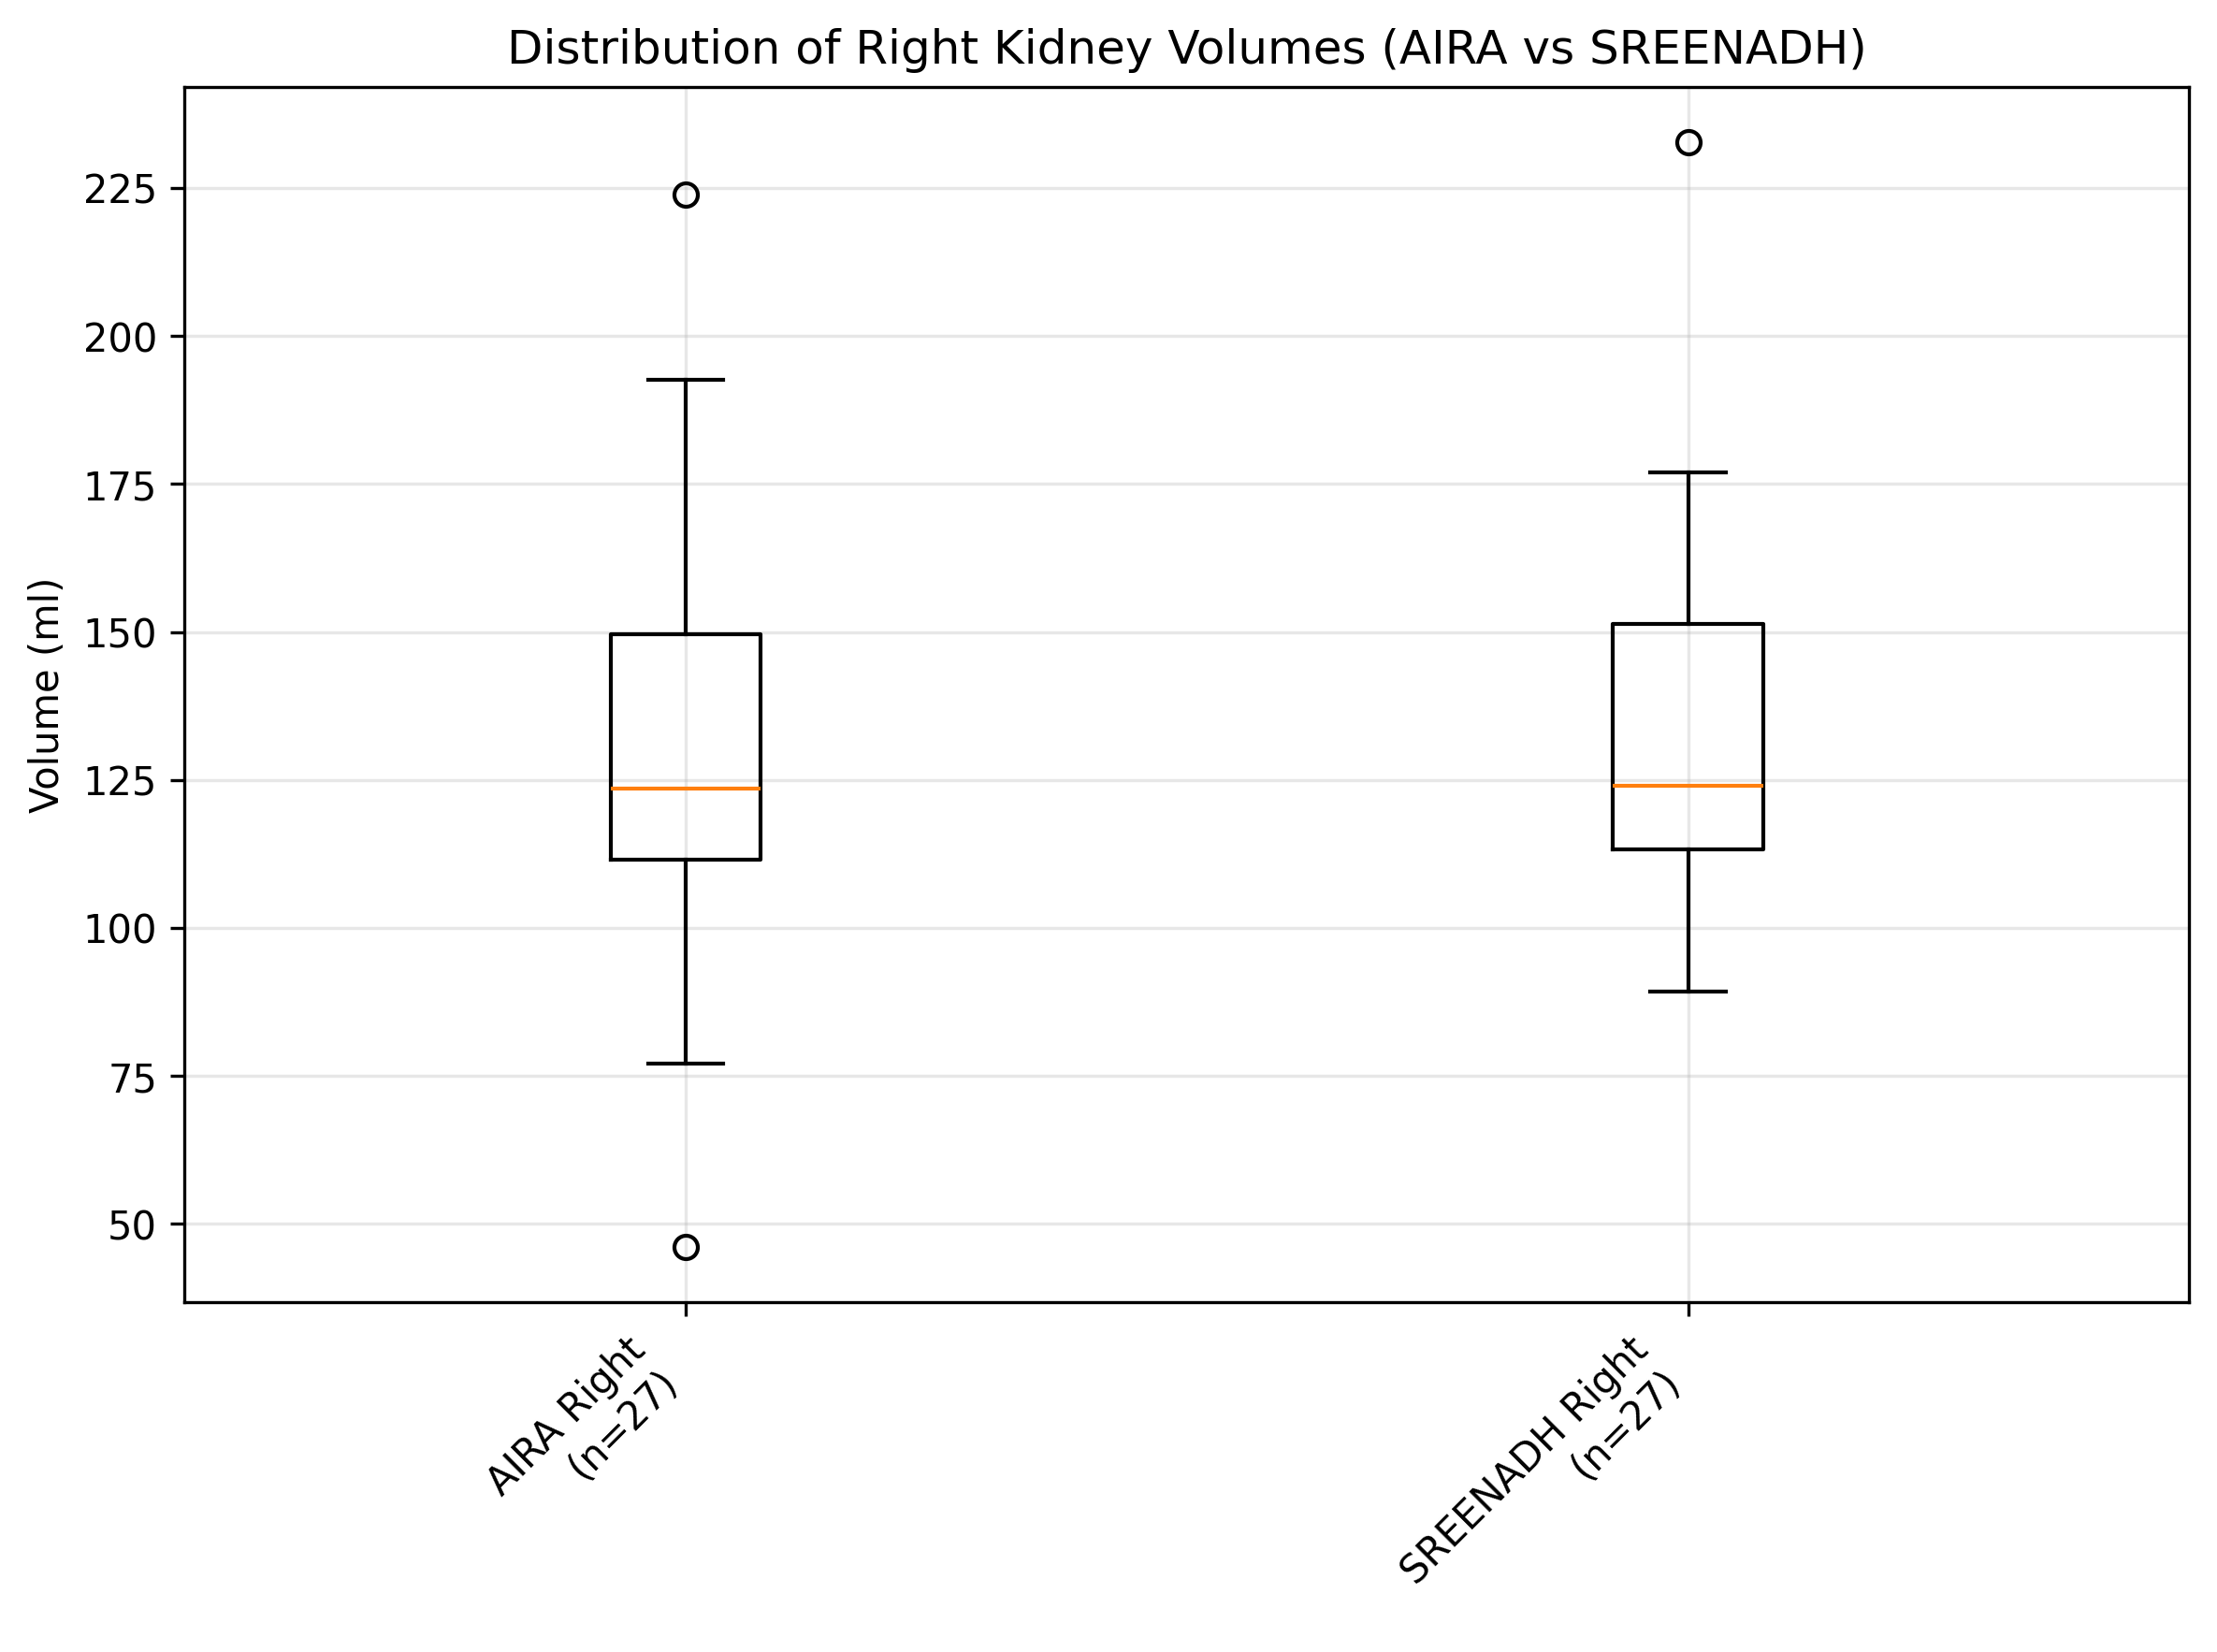 Distribution of Right Kidney Volumes (AIRA vs SREENADH)
Volume (ml)
225
200
175
150
125
100
75
50
AIRA Right
(n=27)
SREENADH Right
(n=27)